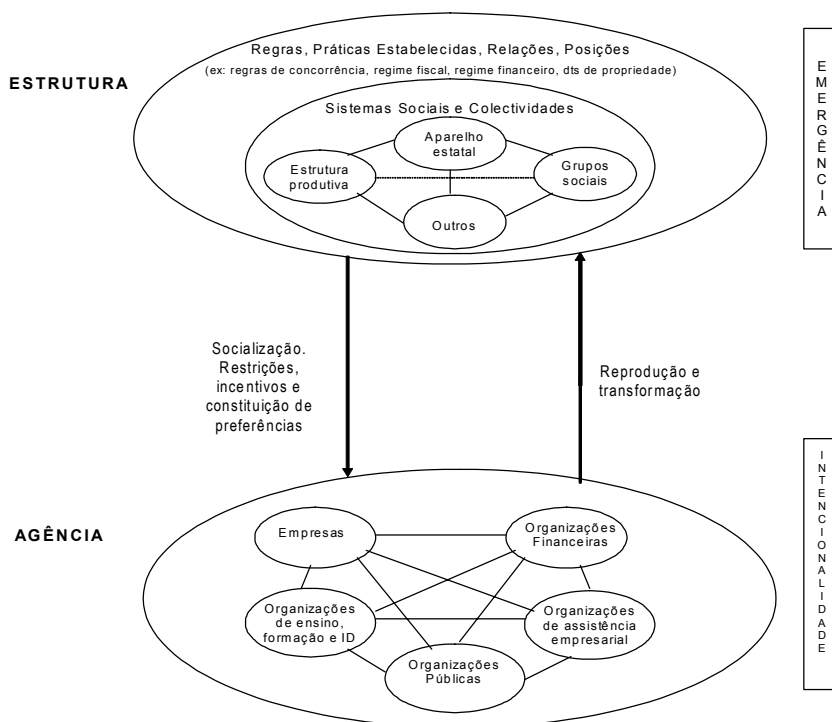 Regras, Práticas Estabelecidas, Relações, Posições
(ex: regras de concorrência, regime fiscal, regime financeiro, dts de propriedade)
ESTRUTURA
Sistemas Sociais e Colectividades
Aparelho
estatal
Estrutura
produtiva
Grupos
sociais
Outros
EMERGÊNCIA
Socialização.
Restrições,
incentivos e
constituição de
preferências
Reprodução e
transformação
AGÊNCIA
Empresas
Organizações
Financeiras
Organizações
de ensino,
formação e ID
Organizações
de assistência
empresarial
Organizações
Públicas
INTENCIONALIDADE